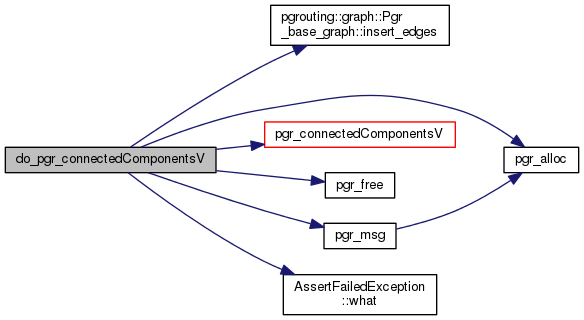 pgrouting::graph::Pgr
_base_graph::insert_edges
pgr_connectedComponentsV
do_pgr_connectedComponentsV
pgr_alloc
pgr_free
pgr_msg
AssertFailedException
::what